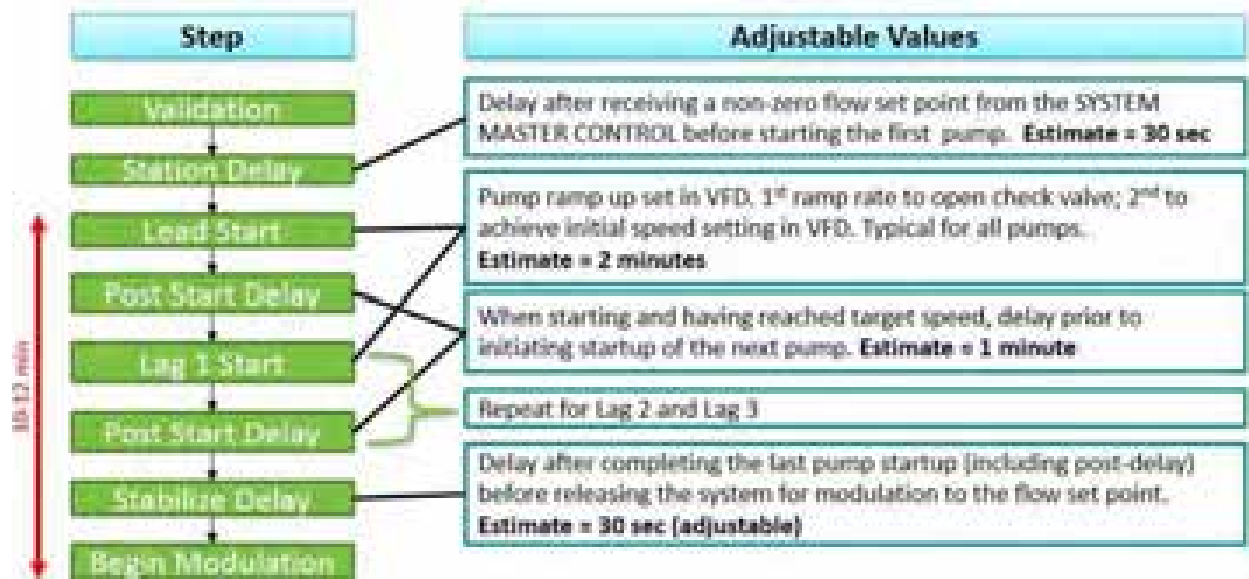 Step
Adjustable Values
Validation
Station Delay
Lead Start
Post Start Delay
Lag 1 Start
Post Start Delay
Stabilize Delay
Begin Modulation
10-12 min
Delay after receiving a non-zero flow set point from the SYSTEM
MASTER CONTROL before starting the first pump. Estimate = 30 sec
Pump ramp up set in VFD. 1st ramp rate to open check valve; 2nd to
achieve initial speed setting in VFD. Typical for all pumps.
Estimate = 2 minutes
When starting and having reached target speed, delay prior to
initiating startup of the next pump. Estimate = 1 minute
Repeat for Lag 2 and Lag 3
Delay after completing the last pump startup (including post-delay)
before releasing the system for modulation to the flow set point.
Estimate = 30 sec (adjustable)